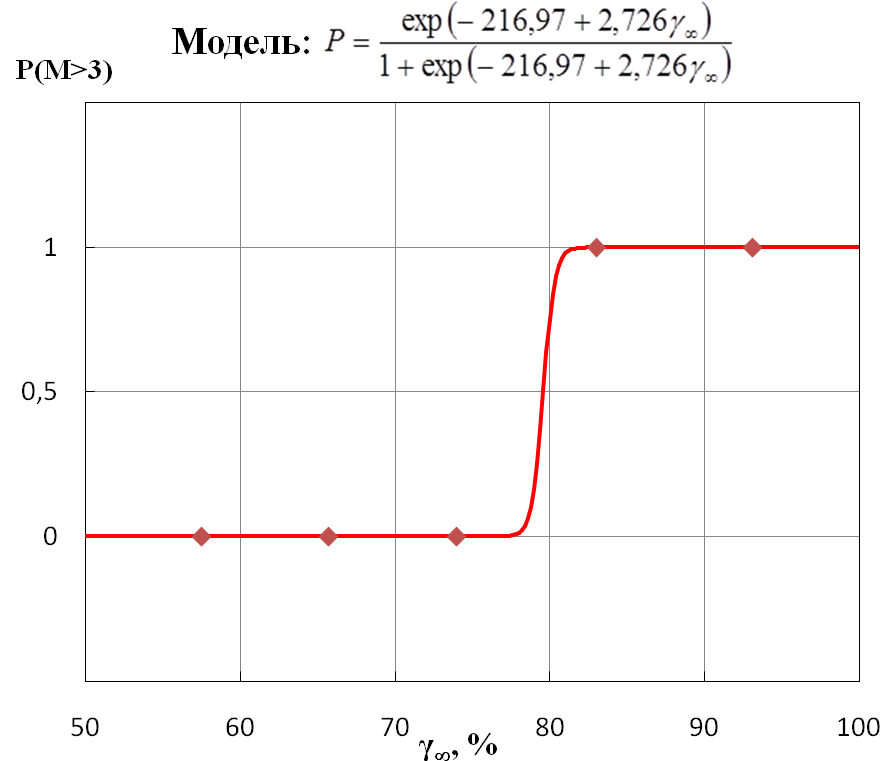 Модель: P = exp(− 216,97 + 2,726γ∞) / 1 + exp(− 216,97 + 2,726γ∞)
P(M>3)
1
0,5
0
50 60 70 80 90 100
γ∞, %